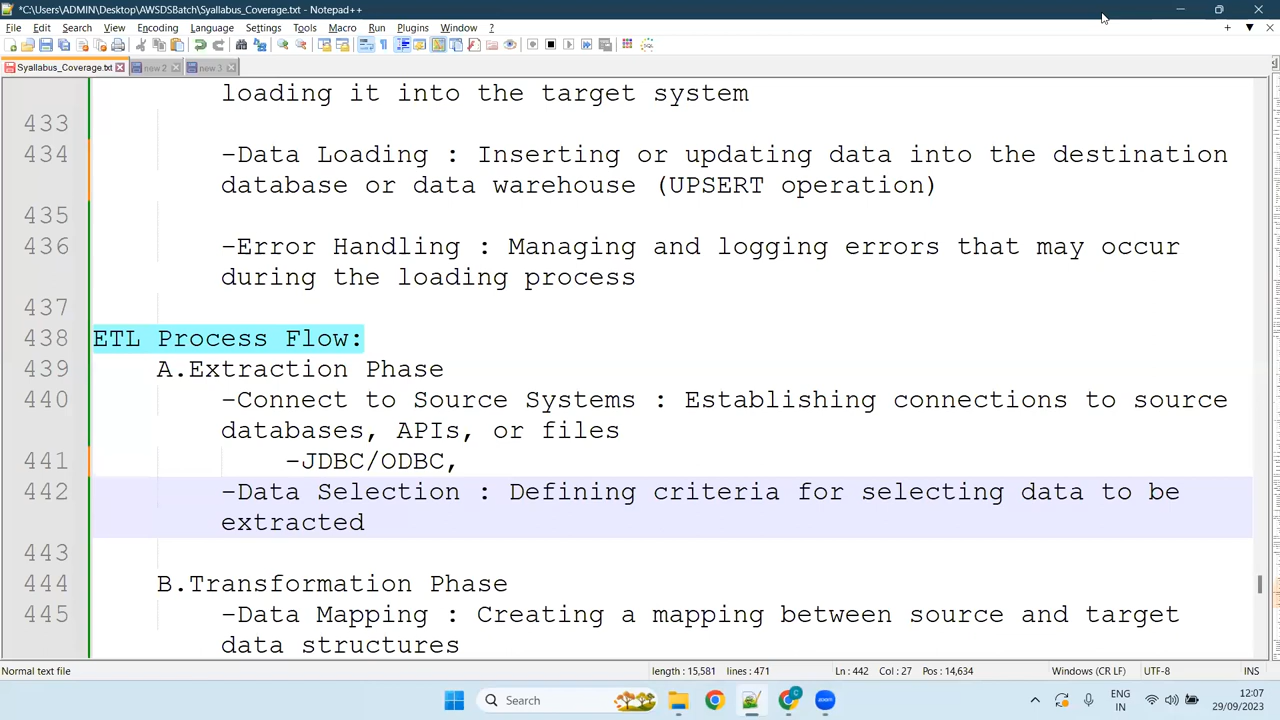 *C:\Users\ADMIN\Desktop\AWSDSBatch\Syallabus_Coverage.txt - Notepad++
File Edit Search View Encoding Language Settings Tools Macro Run Plugins Window ?
Syallabus_Coverage.txt new 2 new 3
loading it into the target system
433
434 -Data Loading : Inserting or updating data into the destination
database or data warehouse (UPSERT operation)
435
436 -Error Handling : Managing and logging errors that may occur
during the loading process
437
438 ETL Process Flow:
439 A.Extraction Phase
440 -Connect to Source Systems : Establishing connections to source
databases, APIs, or files
441 -JDBC/ODBC,
442 -Data Selection : Defining criteria for selecting data to be
extracted
443
444 B.Transformation Phase
445 -Data Mapping : Creating a mapping between source and target
data structures
Normal text file length : 15,581 lines : 471 Ln : 442 Col : 27 Pos : 14,634 Windows (CR LF) UTF-8 INS
Search ENG 12:07
IN 29/09/2023